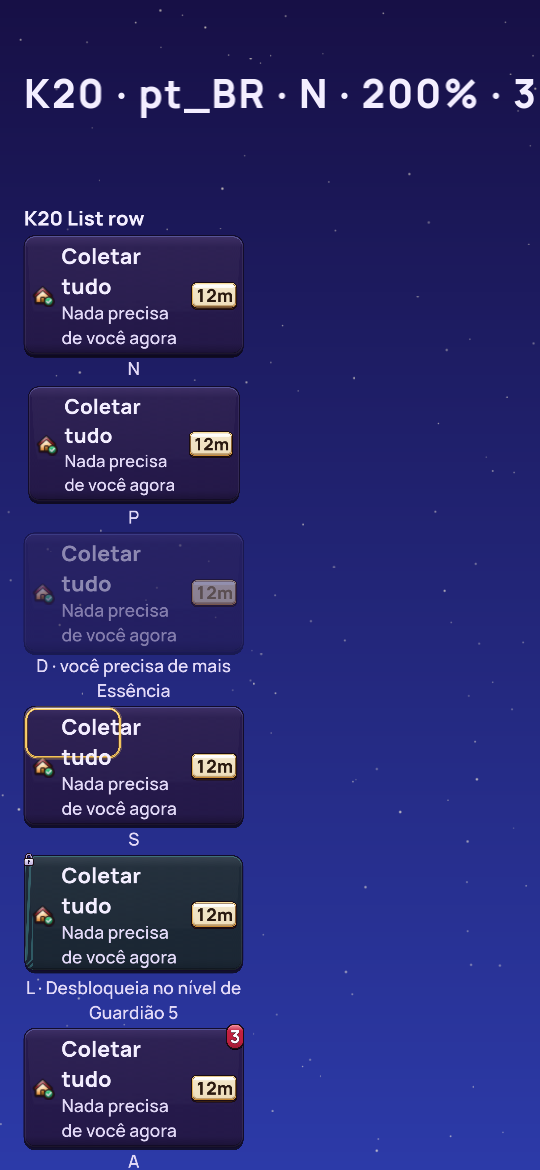 K20 · pt_BR · N · 200% · 3
K20 List row
Coletar
tudo
12m
Nada precisa
de você agora
N
Coletar
tudo
12m
Nada precisa
de você agora
P
Coletar
tudo
12m
Nada precisa
de você agora
D · você precisa de mais
Essência
Coletar
tudo
12m
Nada precisa
de você agora
S
Coletar
tudo
12m
Nada precisa
de você agora
L · Desbloqueia no nível de
Guardião 5
3
Coletar
tudo
12m
Nada precisa
de você agora
A